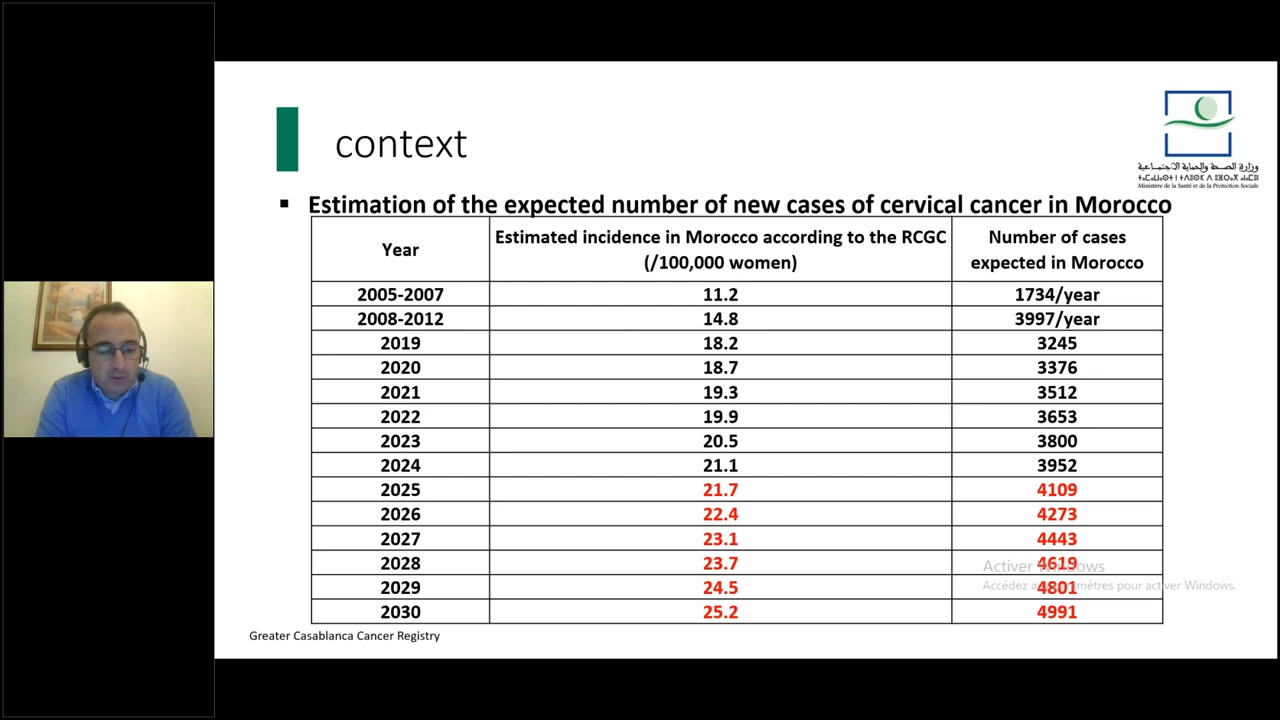 context
وزارة الصحة والحماية الاجتماعية
Ministère de la Santé et de la Protection Sociale
▪ Estimation of the expected number of new cases of cervical cancer in Morocco
Year Estimated incidence in Morocco according to the RCGC (/100,000 women) Number of cases expected in Morocco
2005-2007 11.2 1734/year
2008-2012 14.8 3997/year
2019 18.2 3245
2020 18.7 3376
2021 19.3 3512
2022 19.9 3653
2023 20.5 3800
2024 21.1 3952
2025 21.7 4109
2026 22.4 4273
2027 23.1 4443
2028 23.7 4619
2029 24.5 4801
2030 25.2 4991
Activer Windows
Accédez aux paramètres pour activer Windows.
Greater Casablanca Cancer Registry